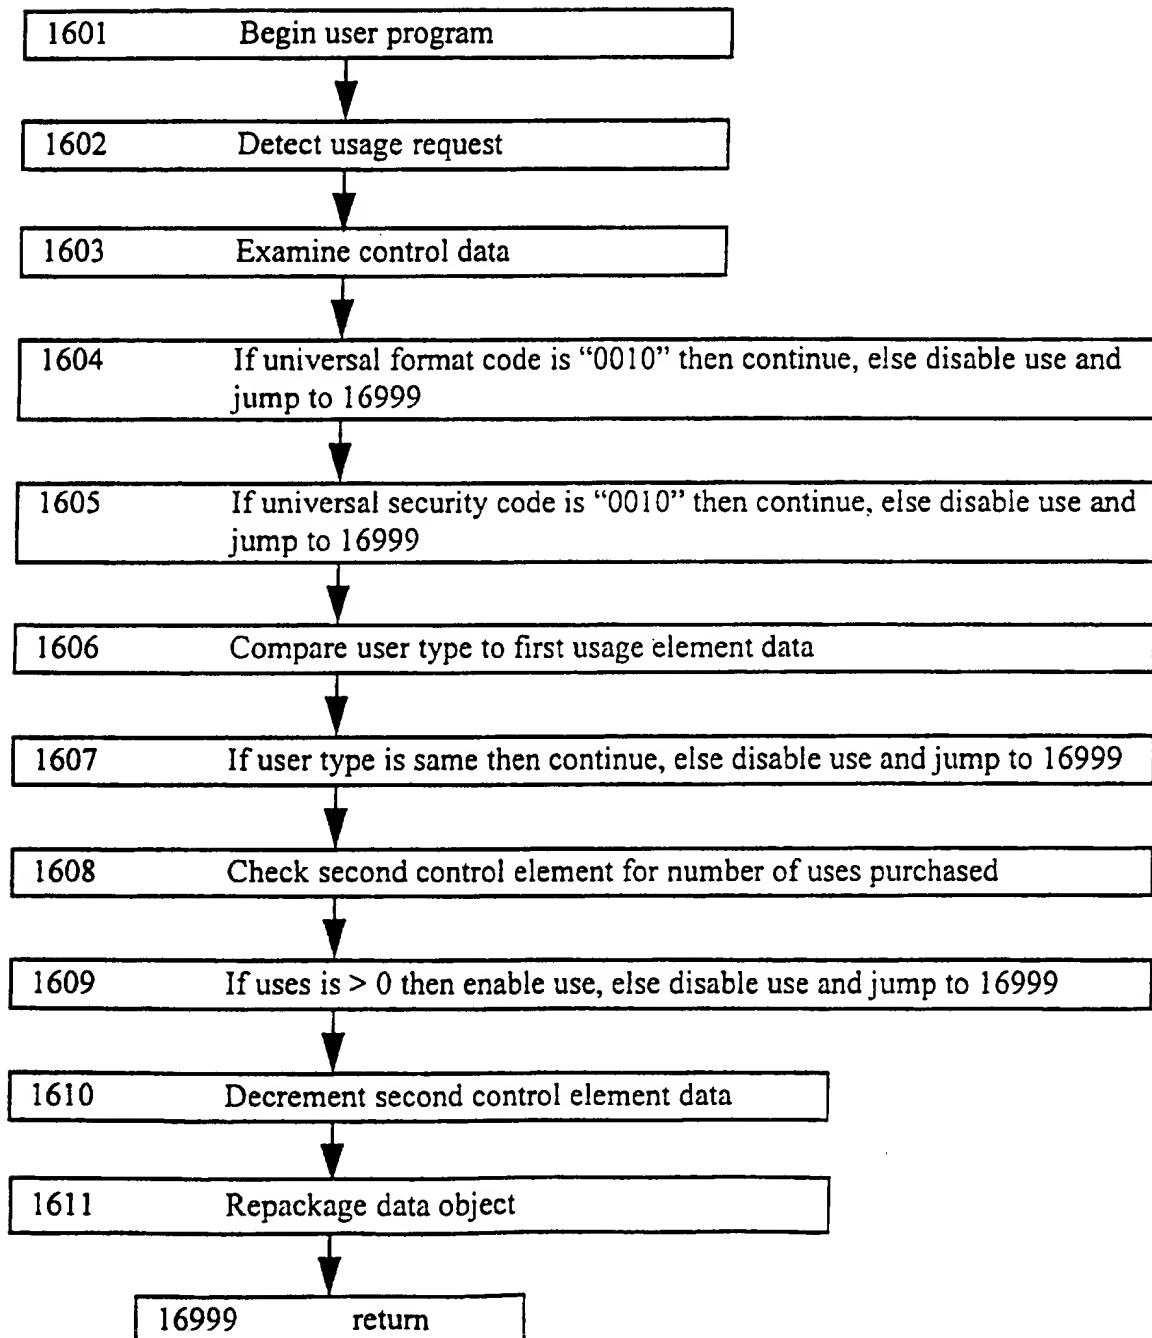 1601 Begin user program
1602 Detect usage request
1603 Examine control data
1604 If universal format code is “0010” then continue, else disable use and
jump to 16999
1605 If universal security code is “0010” then continue, else disable use and
jump to 16999
1606 Compare user type to first usage element data
1607 If user type is same then continue, else disable use and jump to 16999
1608 Check second control element for number of uses purchased
1609 If uses is > 0 then enable use, else disable use and jump to 16999
1610 Decrement second control element data
1611 Repackage data object
16999 return